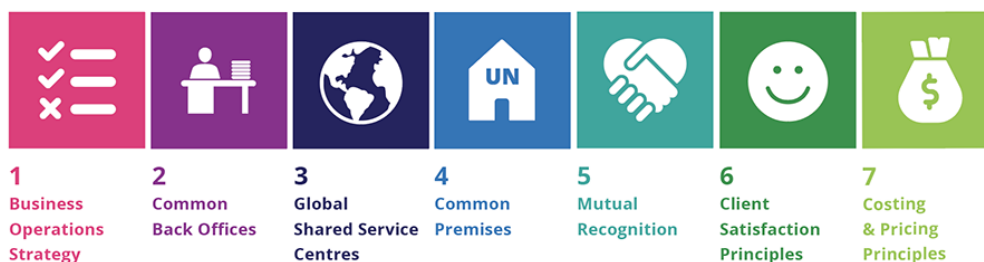 UN
$
1
Business
Operations
Strategy
2
Common
Back Offices
3
Global
Shared Service
Centres
4
Common
Premises
5
Mutual
Recognition
6
Client
Satisfaction
Principles
7
Costing
& Pricing
Principles